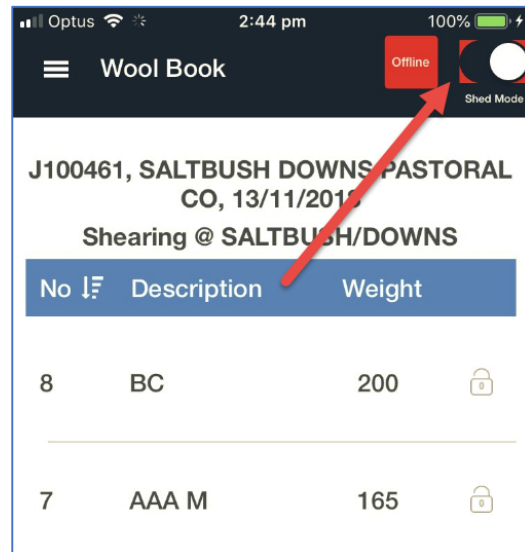 Optus 2:44 pm 100%
Wool Book Offline
Shed Mode
J100461, SALTBUSH DOWNS PASTORAL
CO, 13/11/2018
Shearing @ SALTBUSH/DOWNS
No Description Weight
8 BC 200
7 AAA M 165